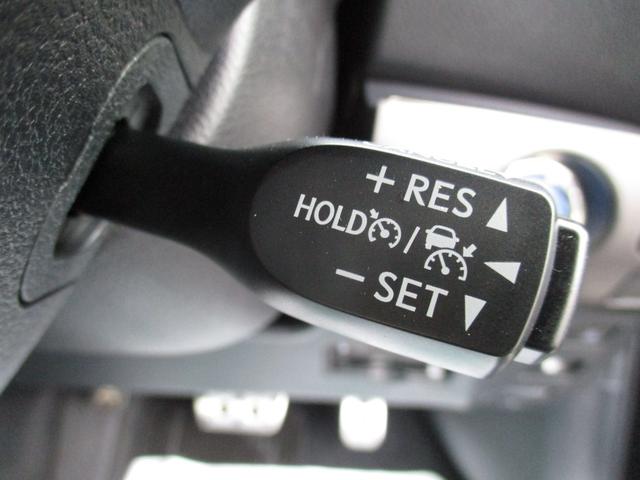 + RES ▲
HOLD / ◀
− SET ▼